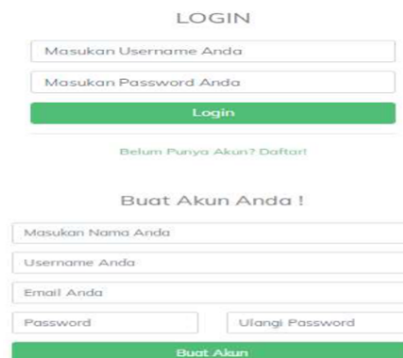 LOGIN
Masukan Username Anda
Masukan Password Anda
Login
Belum Punya Akun? Daftar!
Buat Akun Anda !
Masukan Nama Anda
Username Anda
Email Anda
Password Ulangi Password
Buat Akun